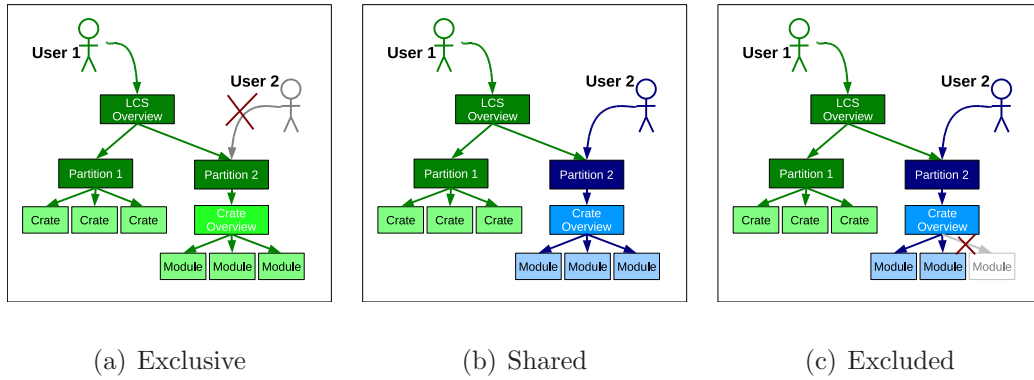 User 1
User 2
LCS
Overview
Partition 1
Partition 2
Crate
Crate
Crate
Crate
Overview
Module
Module
Module
(a) Exclusive
User 1
User 2
LCS
Overview
Partition 1
Partition 2
Crate
Crate
Crate
Crate
Overview
Module
Module
Module
(b) Shared
User 1
User 2
LCS
Overview
Partition 1
Partition 2
Crate
Crate
Crate
Crate
Overview
Module
Module
Module
(c) Excluded